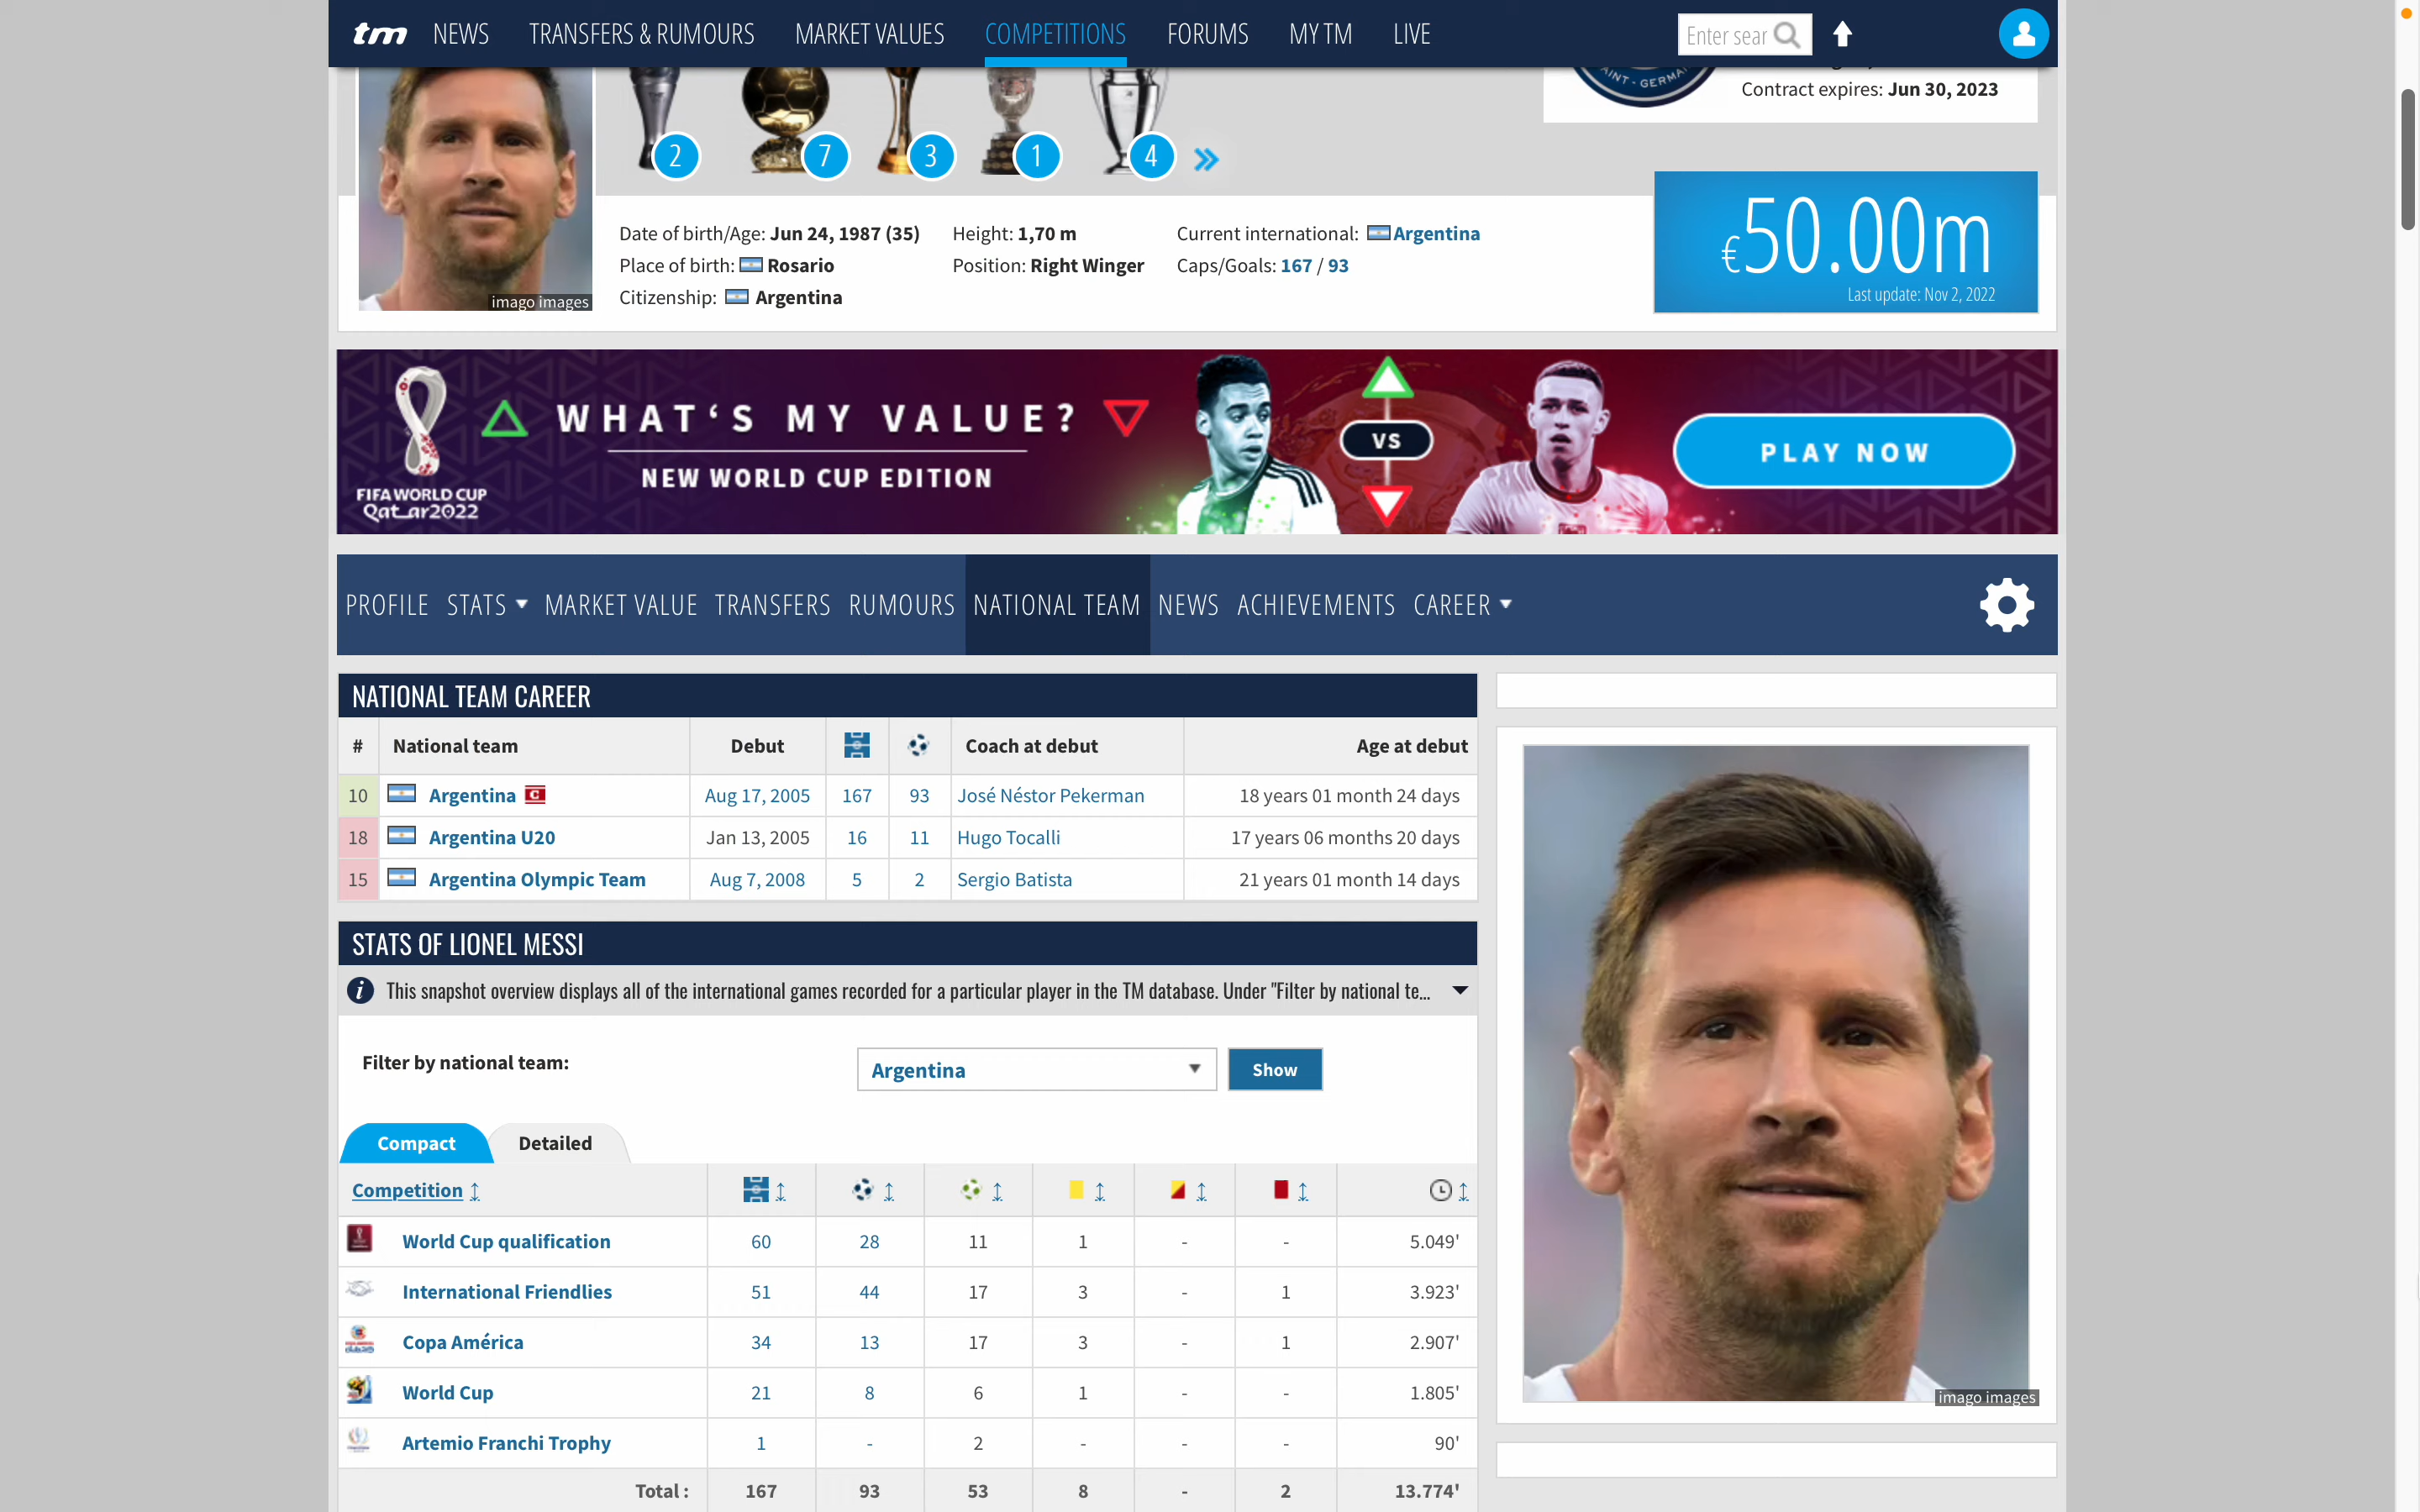 tm NEWS TRANSFERS & RUMOURS MARKET VALUES COMPETITIONS FORUMS MY TM LIVE Enter sear
AINT - GERMA
Contract expires: Jun 30, 2023
2 7 3 1 4
€50.00m
Last update: Nov 2, 2022
imago images
Date of birth/Age: Jun 24, 1987 (35) Height: 1,70 m Current international: Argentina
Place of birth: Rosario Position: Right Winger Caps/Goals: 167 / 93
Citizenship: Argentina
WHAT‘S MY VALUE?
NEW WORLD CUP EDITION
FIFA WORLD CUP
Qatar2022
VS
PLAY NOW
PROFILE STATS MARKET VALUE TRANSFERS RUMOURS NATIONAL TEAM NEWS ACHIEVEMENTS CAREER
NATIONAL TEAM CAREER
# National team Debut Coach at debut Age at debut
10 Argentina C Aug 17, 2005 167 93 José Néstor Pekerman 18 years 01 month 24 days
18 Argentina U20 Jan 13, 2005 16 11 Hugo Tocalli 17 years 06 months 20 days
15 Argentina Olympic Team Aug 7, 2008 5 2 Sergio Batista 21 years 01 month 14 days
STATS OF LIONEL MESSI
i This snapshot overview displays all of the international games recorded for a particular player in the TM database. Under "Filter by national te...
Filter by national team: Argentina Show
Compact Detailed
Competition
World Cup qualification 60 28 11 1 - - 5.049'
International Friendlies 51 44 17 3 - 1 3.923'
Copa América 34 13 17 3 - 1 2.907'
World Cup 21 8 6 1 - - 1.805'
Artemio Franchi Trophy 1 - 2 - - - 90'
Total : 167 93 53 8 - 2 13.774'
imago images